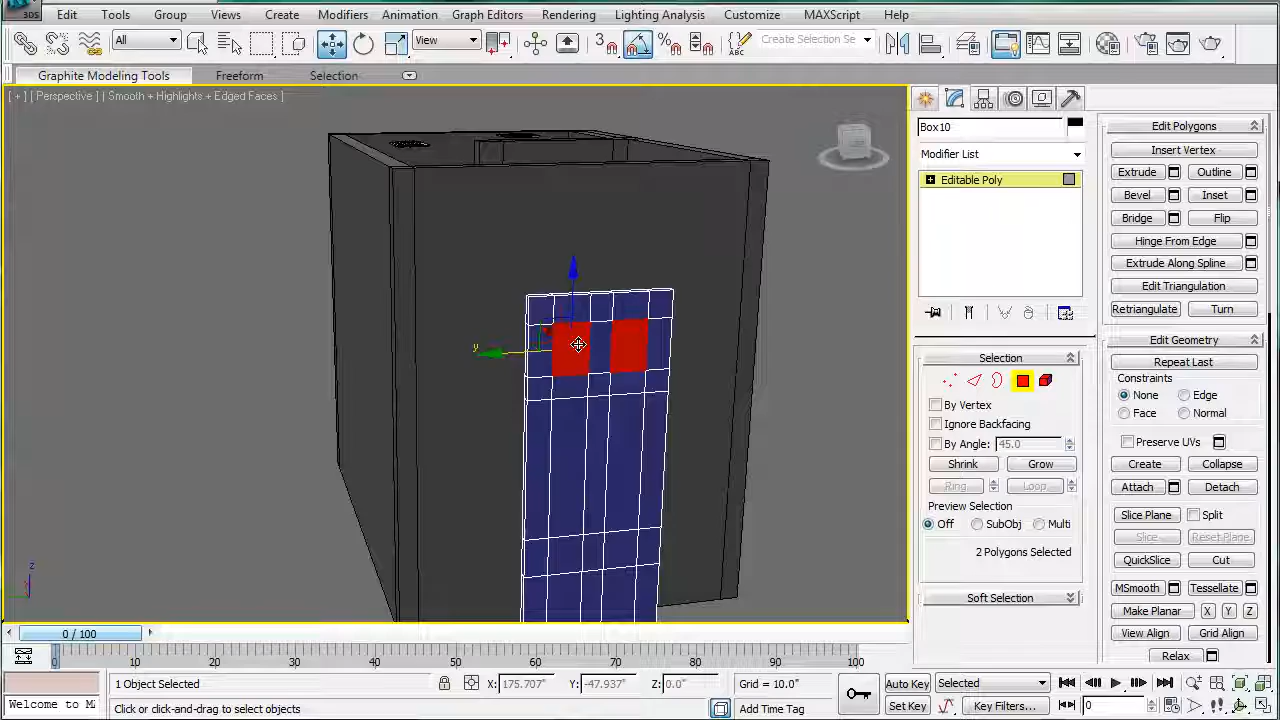 3DS
Edit Tools Group Views Create Modifiers Animation Graph Editors Rendering Lighting Analysis Customize MAXScript Help
All View 3 % ABC Create Selection Se
Graphite Modeling Tools Freeform Selection
[ + ] [ Perspective ] [ Smooth + Highlights + Edged Faces ]
y
z
Box10
Modifier List
Editable Poly
Selection
By Vertex
Ignore Backfacing
By Angle: 45.0
Shrink Grow
Ring Loop
Preview Selection
Off SubObj Multi
2 Polygons Selected
Soft Selection
Edit Polygons
Insert Vertex
Extrude Outline
Bevel Inset
Bridge Flip
Hinge From Edge
Extrude Along Spline
Edit Triangulation
Retriangulate Turn
Edit Geometry
Repeat Last
Constraints
None Edge
Face Normal
Preserve UVs
Create Collapse
Attach Detach
Slice Plane Split
Slice Reset Plane
QuickSlice Cut
MSmooth Tessellate
Make Planar X Y Z
View Align Grid Align
Relax
0 / 100
0 10 20 30 40 50 60 70 80 90 100
1 Object Selected X: 175.707" Y: -47.937" Z: 0.0" Grid = 10.0" Auto Key Selected
Welcome to M Click or click-and-drag to select objects Add Time Tag Set Key Key Filters... 0